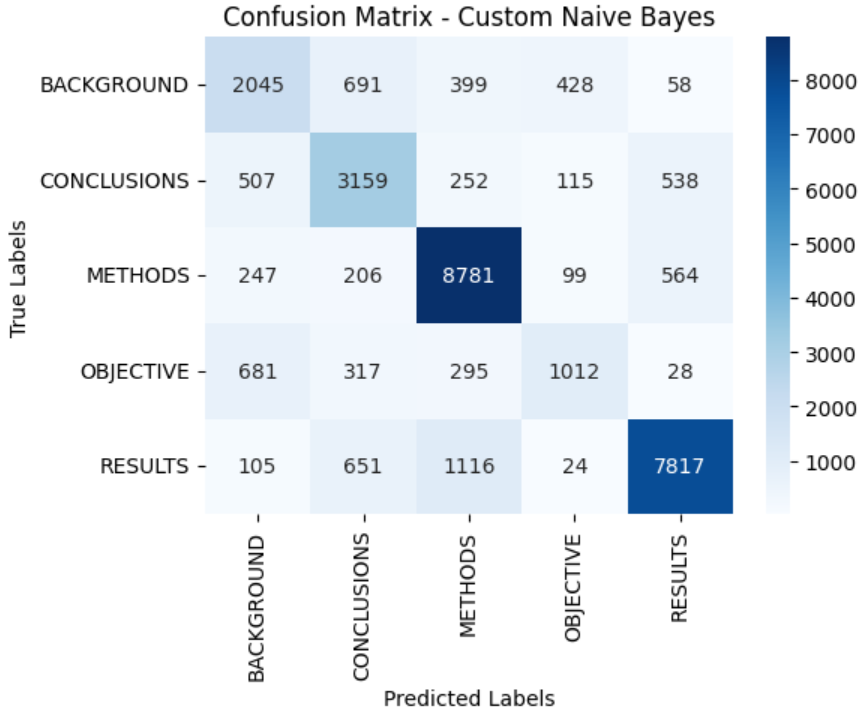 Confusion Matrix - Custom Naive Bayes
True Labels
BACKGROUND 2045 691 399 428 58
CONCLUSIONS 507 3159 252 115 538
METHODS 247 206 8781 99 564
OBJECTIVE 681 317 295 1012 28
RESULTS 105 651 1116 24 7817
BACKGROUND
CONCLUSIONS
METHODS
OBJECTIVE
RESULTS
Predicted Labels
8000
7000
6000
5000
4000
3000
2000
1000